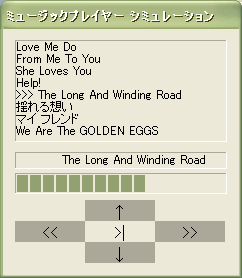 ミュージックプレイヤー シミュレーション
Love Me Do
From Me To You
She Loves You
Help!
>>> The Long And Winding Road
揺れる想い
マイ フレンド
We Are The GOLDEN EGGS
The Long And Winding Road
↑
<< >| >>
↓